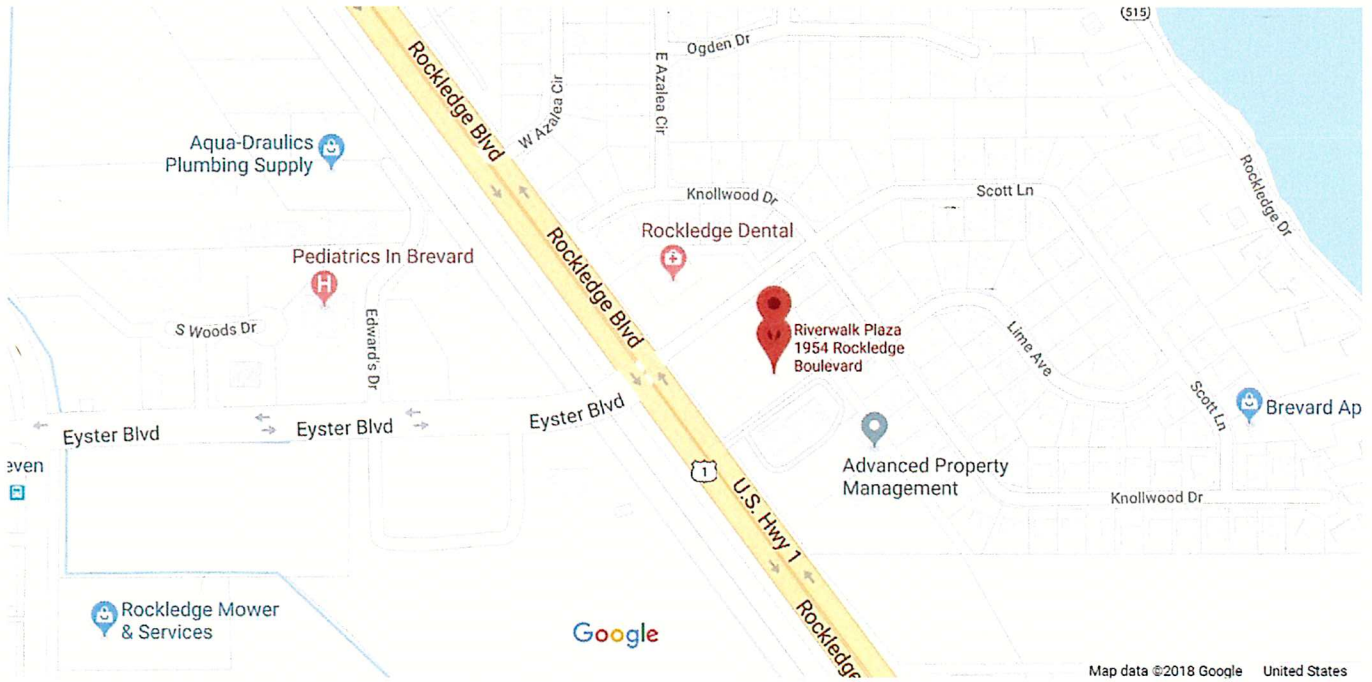 515
Ogden Dr
Rockledge Blvd
E Azalea Cir
W Azalea Cir
Aqua-Draulics
Plumbing Supply
Rockledge Dr
Knollwood Dr
Scott Ln
Rockledge Dental
Rockledge Blvd
Pediatrics In Brevard
H
S Woods Dr
Edward's Dr
Riverwalk Plaza
1954 Rockledge
Boulevard
Lime Ave
Scott Ln
Brevard Ap
Eyster Blvd
Eyster Blvd
Eyster Blvd
even
1
U.S. Hwy 1
Advanced Property
Management
Knollwood Dr
Rockledge Mower
& Services
Rockledge
Google
Map data ©2018 Google United States